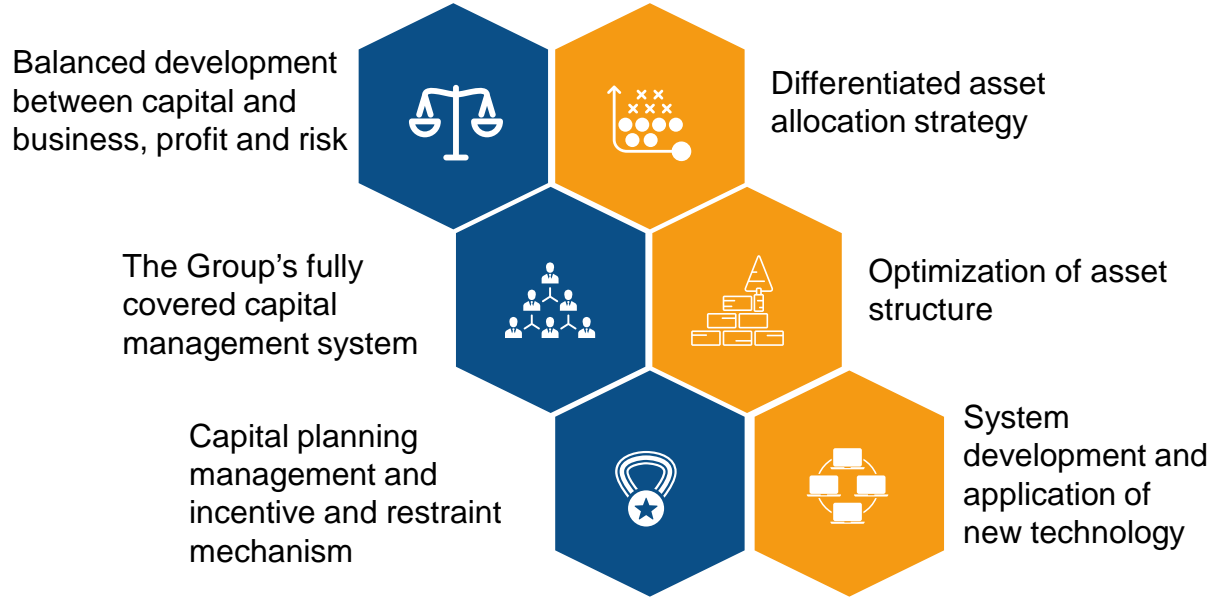 Balanced development
between capital and
business, profit and risk
Differentiated asset
allocation strategy
The Group’s fully
covered capital
management system
Optimization of asset
structure
Capital planning
management and
incentive and restraint
mechanism
System
development and
application of
new technology